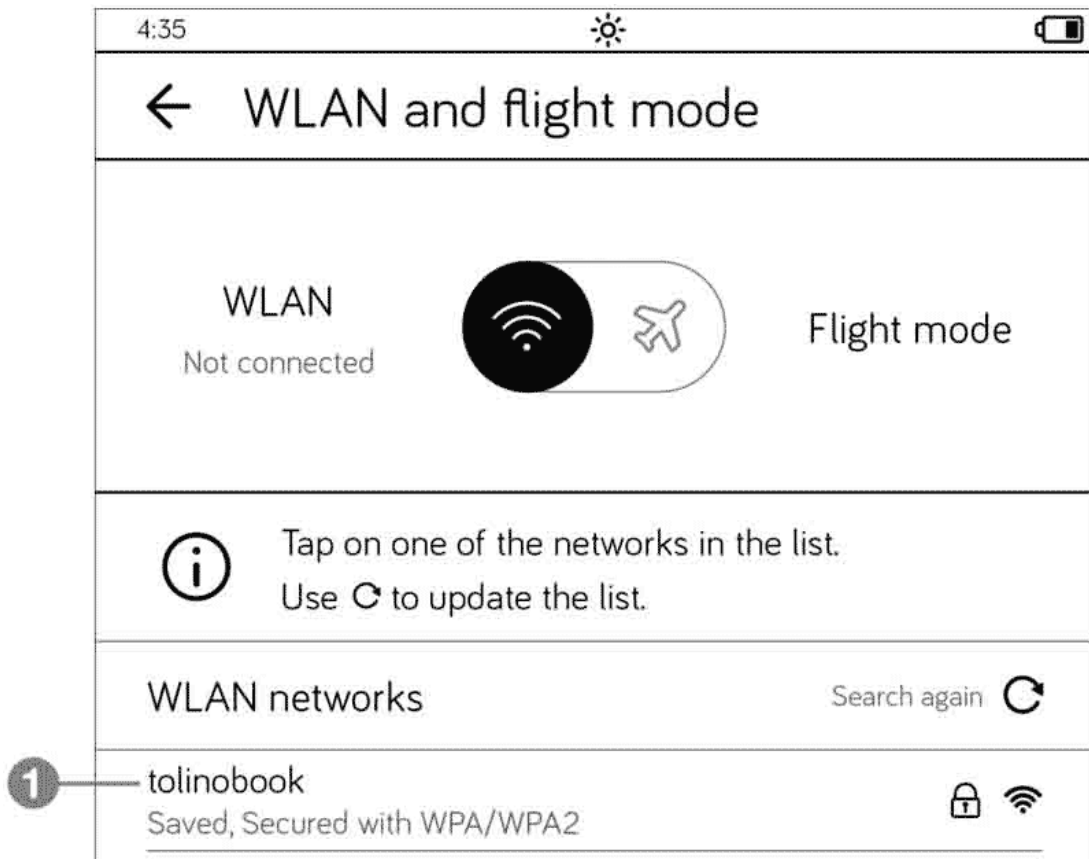 4:35
WLAN and flight mode
WLAN
Not connected
Flight mode
Tap on one of the networks in the list.
Use to update the list.
WLAN networks
Search again
1
tolinobook
Saved, Secured with WPA/WPA2